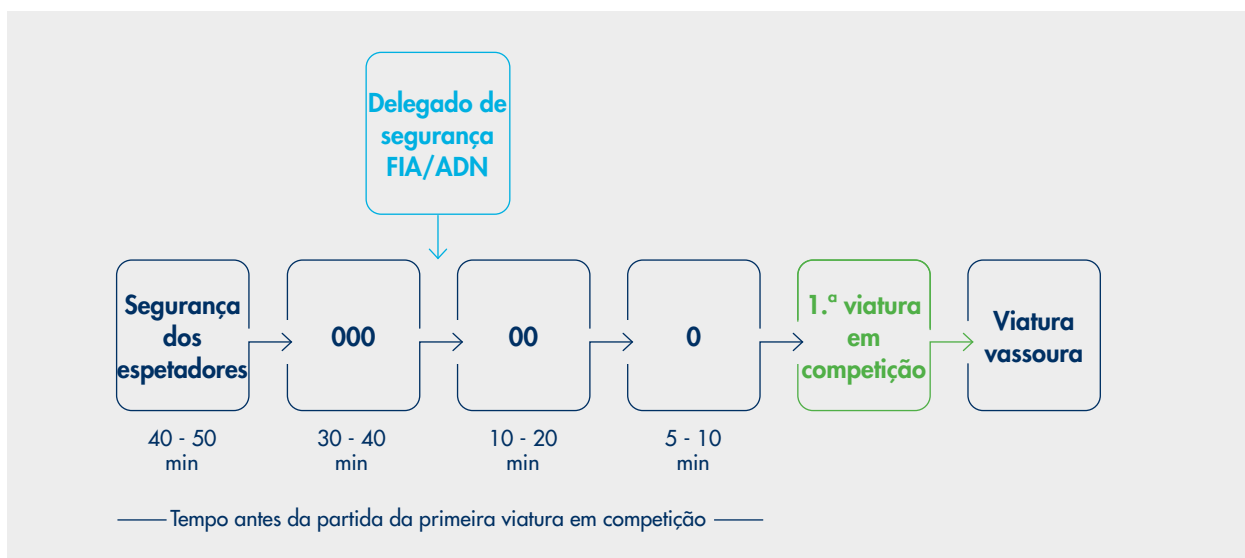 Delegado de
segurança
FIA/ADN
Segurança
dos
espetadores
000
00
0
1.ª viatura
em
competição
Viatura
vassoura
40 - 50
min
30 - 40
min
10 - 20
min
5 - 10
min
Tempo antes da partida da primeira viatura em competição